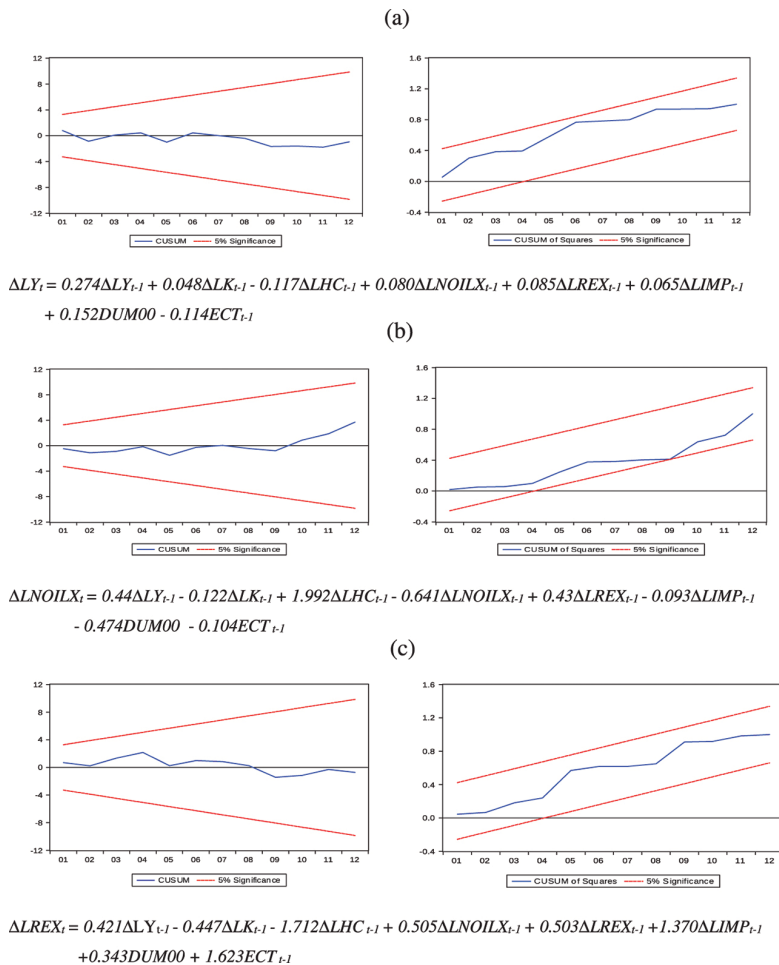 (a)
12
8
4
0
-4
-8
-12
01 02 03 04 05 06 07 08 09 10 11 12
CUSUM 5% Significance
1.6
1.2
0.8
0.4
0.0
-0.4
01 02 03 04 05 06 07 08 09 10 11 12
CUSUM of Squares 5% Significance
ΔLYt = 0.274ΔLYt-1 + 0.048ΔLKt-1 - 0.117ΔLHCt-1 + 0.080ΔLNOILXt-1 + 0.085ΔLREXt-1 + 0.065ΔLIMPt-1
+ 0.152DUM00 - 0.114ECTt-1
(b)
12
8
4
0
-4
-8
-12
01 02 03 04 05 06 07 08 09 10 11 12
CUSUM 5% Significance
1.6
1.2
0.8
0.4
0.0
-0.4
01 02 03 04 05 06 07 08 09 10 11 12
CUSUM of Squares 5% Significance
ΔLNOILXt = 0.44ΔLYt-1 - 0.122ΔLKt-1 + 1.992ΔLHCt-1 - 0.641ΔLNOILXt-1 + 0.43ΔLREXt-1 - 0.093ΔLIMPt-1
- 0.474DUM00 - 0.104ECT t-1
(c)
12
8
4
0
-4
-8
-12
01 02 03 04 05 06 07 08 09 10 11 12
CUSUM 5% Significance
1.6
1.2
0.8
0.4
0.0
-0.4
01 02 03 04 05 06 07 08 09 10 11 12
CUSUM of Squares 5% Significance
ΔLREXt = 0.421ΔLYt-1 - 0.447ΔLKt-1 - 1.712ΔLHC t-1 + 0.505ΔLNOILXt-1 + 0.503ΔLREXt-1 +1.370ΔLIMPt-1
+0.343DUM00 + 1.623ECTt-1